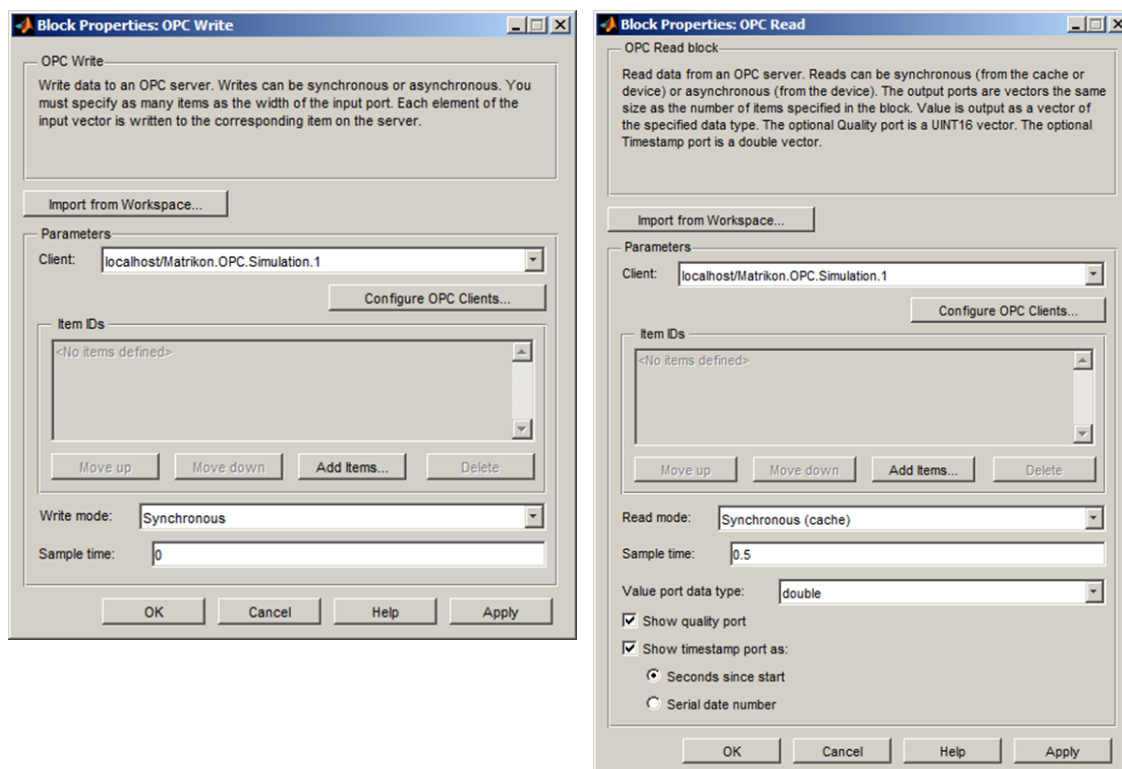 Block Properties: OPC Write
OPC Write
Write data to an OPC server. Writes can be synchronous or asynchronous. You
must specify as many items as the width of the input port. Each element of the
input vector is written to the corresponding item on the server.
Import from Workspace...
Parameters
Client: localhost/Matrikon.OPC.Simulation.1
Configure OPC Clients...
Item IDs
<No items defined>
Move up Move down Add Items... Delete
Write mode: Synchronous
Sample time: 0
OK Cancel Help Apply
Block Properties: OPC Read
OPC Read block
Read data from an OPC server. Reads can be synchronous (from the cache or
device) or asynchronous (from the device). The output ports are vectors the same
size as the number of items specified in the block. Value is output as a vector of
the specified data type. The optional Quality port is a UINT16 vector. The optional
Timestamp port is a double vector.
Import from Workspace...
Parameters
Client: localhost/Matrikon.OPC.Simulation.1
Configure OPC Clients...
Item IDs
<No items defined>
Move up Move down Add Items... Delete
Read mode: Synchronous (cache)
Sample time: 0.5
Value port data type: double
Show quality port
Show timestamp port as:
Seconds since start
Serial date number
OK Cancel Help Apply